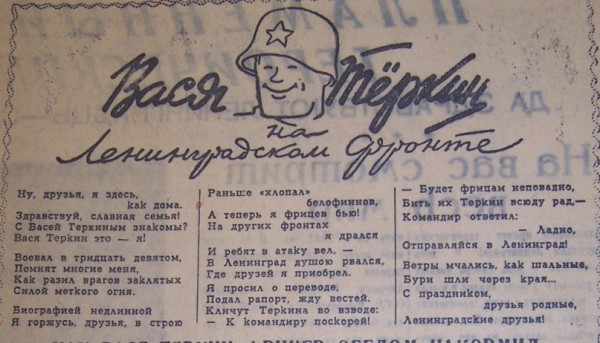 Вася Тёркин
на
Ленинградском фронте
Ну, друзья, я здесь,
как дома.
Здравствуй, славная семья!
С Васей Теркиным знакомы?
Вася Теркин это — я!
Воевал в тридцать девятом,
Помнят многие меня,
Как разил врагов заклятых
Силой меткого огня.
Биографией недлинной
Я горжусь, друзья, в строю
Раньше «хлопал»
белофиннов,
А теперь я фрицев бью!
На других фронтах
я дрался
И ребят в атаку вел. —
В Ленинград душою рвался,
Где друзей я приобрел.
Я просил о переводе,
Подал рапорт, жду вестей.
Кличут Теркина во взводе:
— К командиру поскорей!
— Будет фрицам неповадно,
Бить их Теркин всюду рад,—
Командир ответил:
— Ладно,
Отправляйся в Ленинград!
Ветры мчались, как шальные,
Бури шли через края...
С праздником,
друзья родные,
Ленинградские друзья!